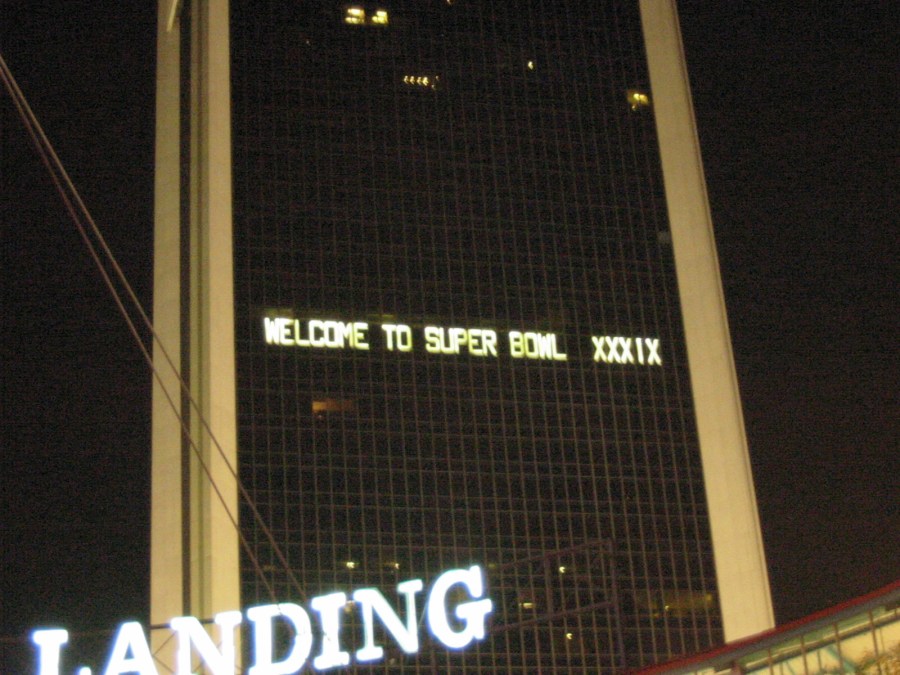 WELCOME TO SUPER BOWL XXXIX
LANDING